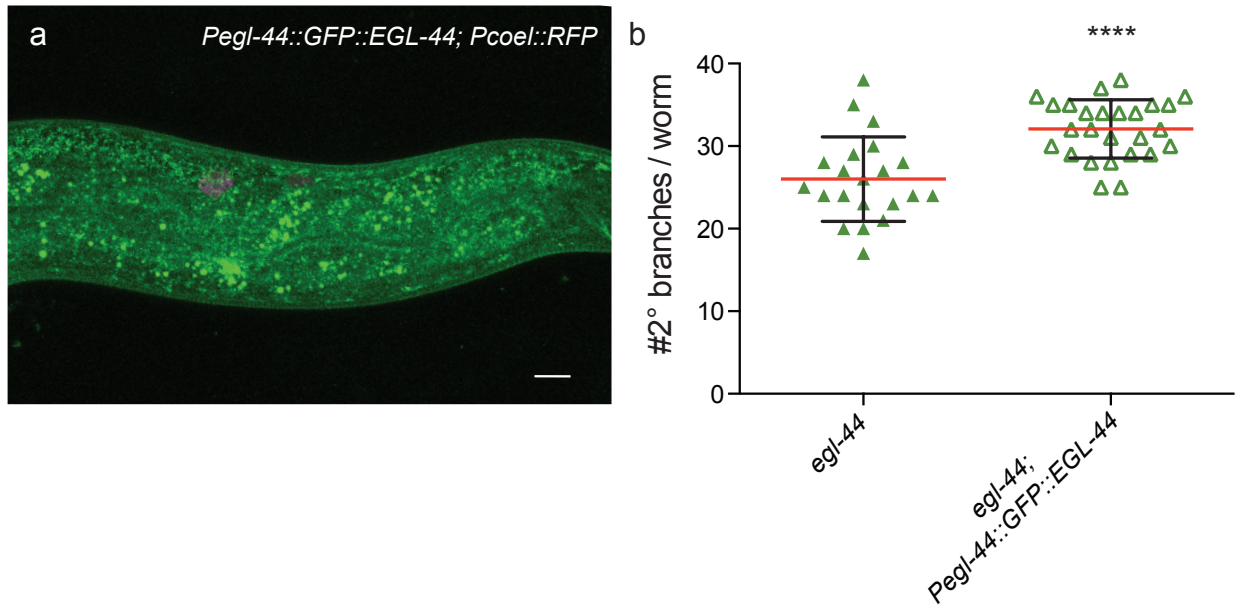 a
Pegl-44::GFP::EGL-44; Pcoel::RFP
b
****
#2° branches / worm
40
30
20
10
0
egl-44
egl-44;
Pegl-44::GFP::EGL-44